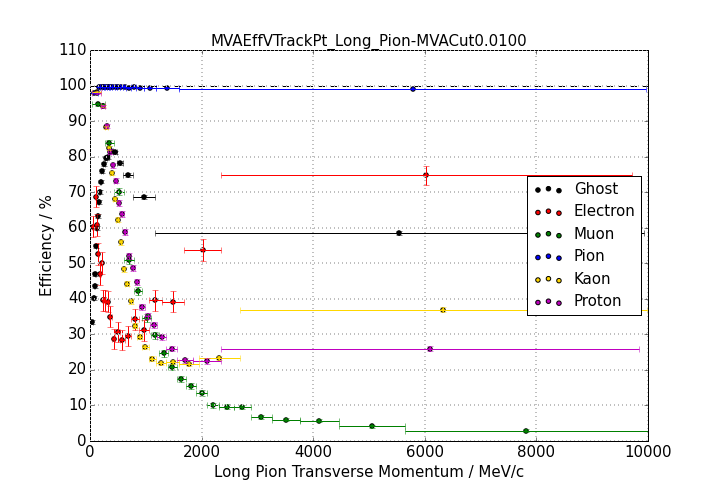 MVAEffVTrackPt_Long_Pion-MVACut0.0100
110
100
90
80
70
60
50
40
30
20
10
0
Efficiency / %
Ghost
Electron
Muon
Pion
Kaon
Proton
0 2000 4000 6000 8000 10000
Long Pion Transverse Momentum / MeV/c